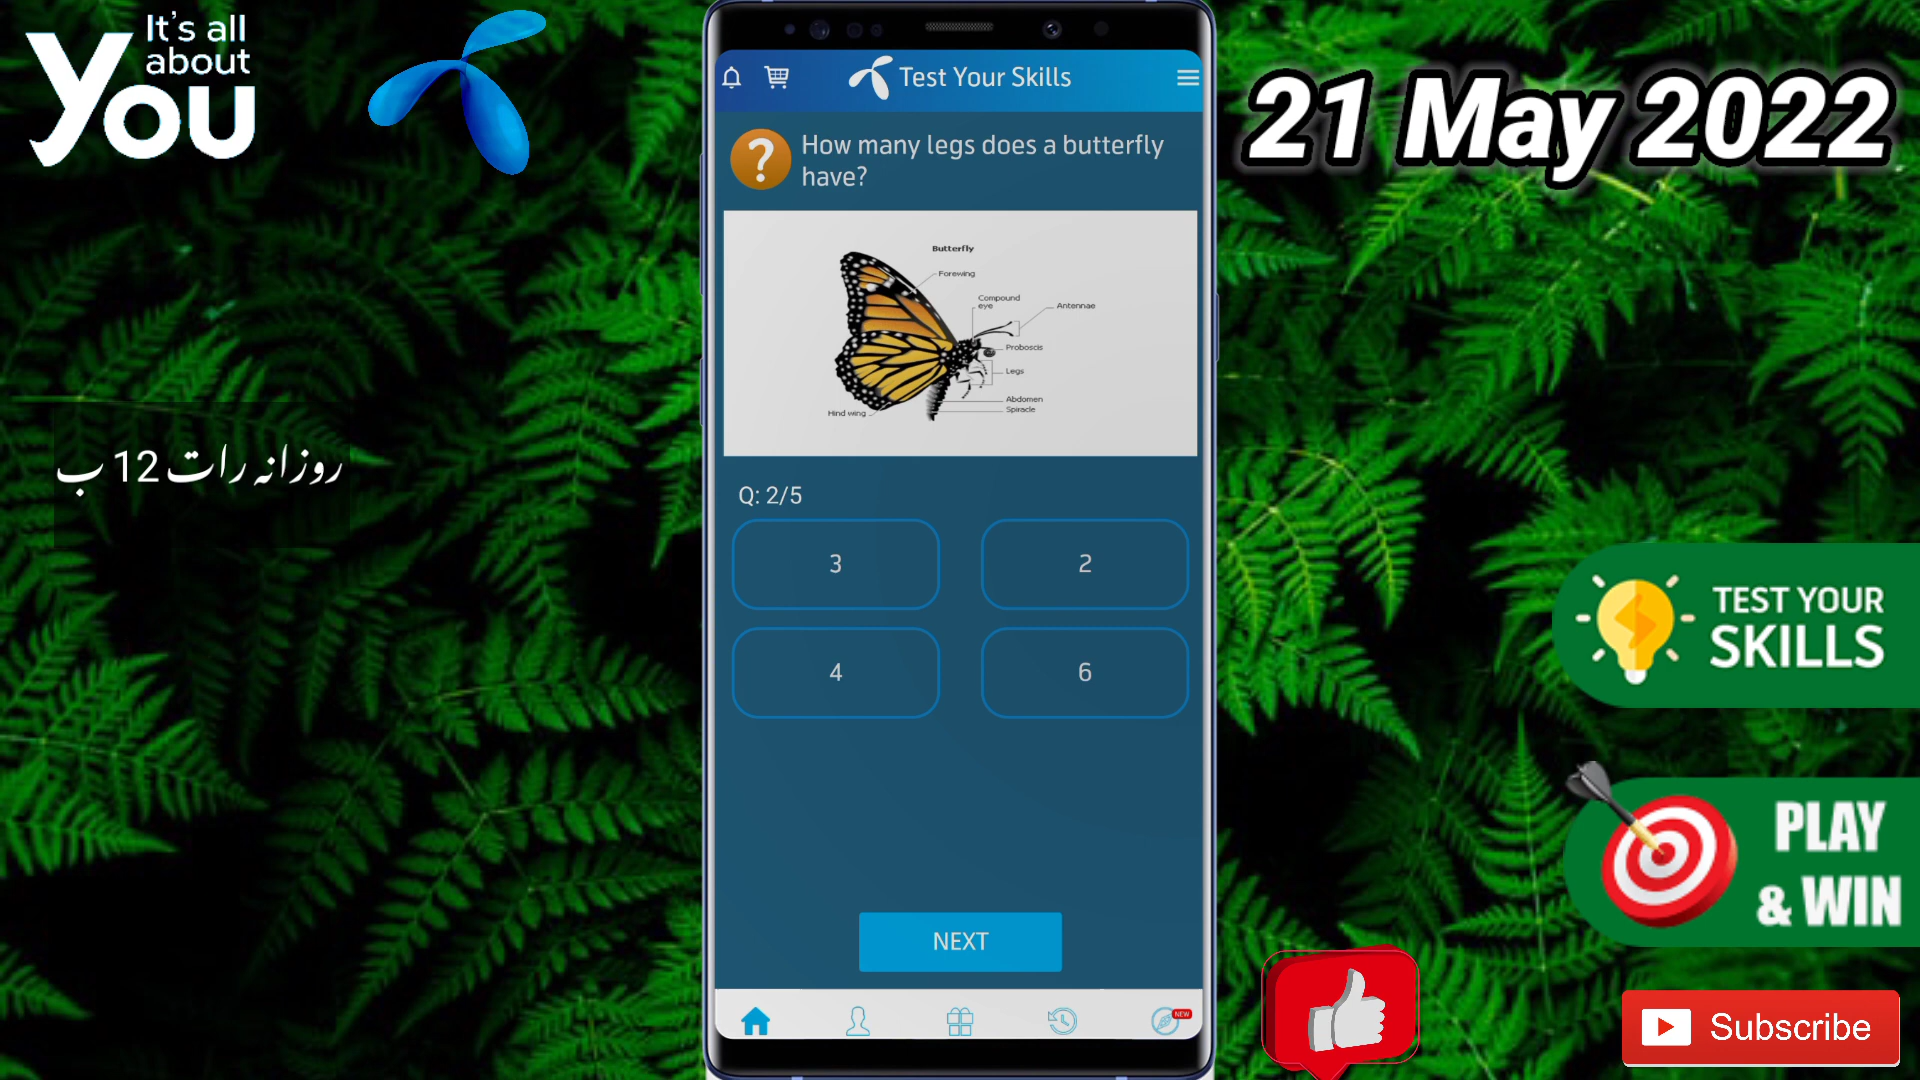 It's all
about
You
Test Your Skills
21 May 2022
How many legs does a butterfly
have?
Butterfly
Forewing
Compound
eye
Antennae
Proboscis
Legs
Abdomen
Spiracle
Hind wing
روزانہ رات 12 ب
Q: 2/5
3
2
4
6
TEST YOUR
SKILLS
PLAY
& WIN
NEXT
NEW
Subscribe